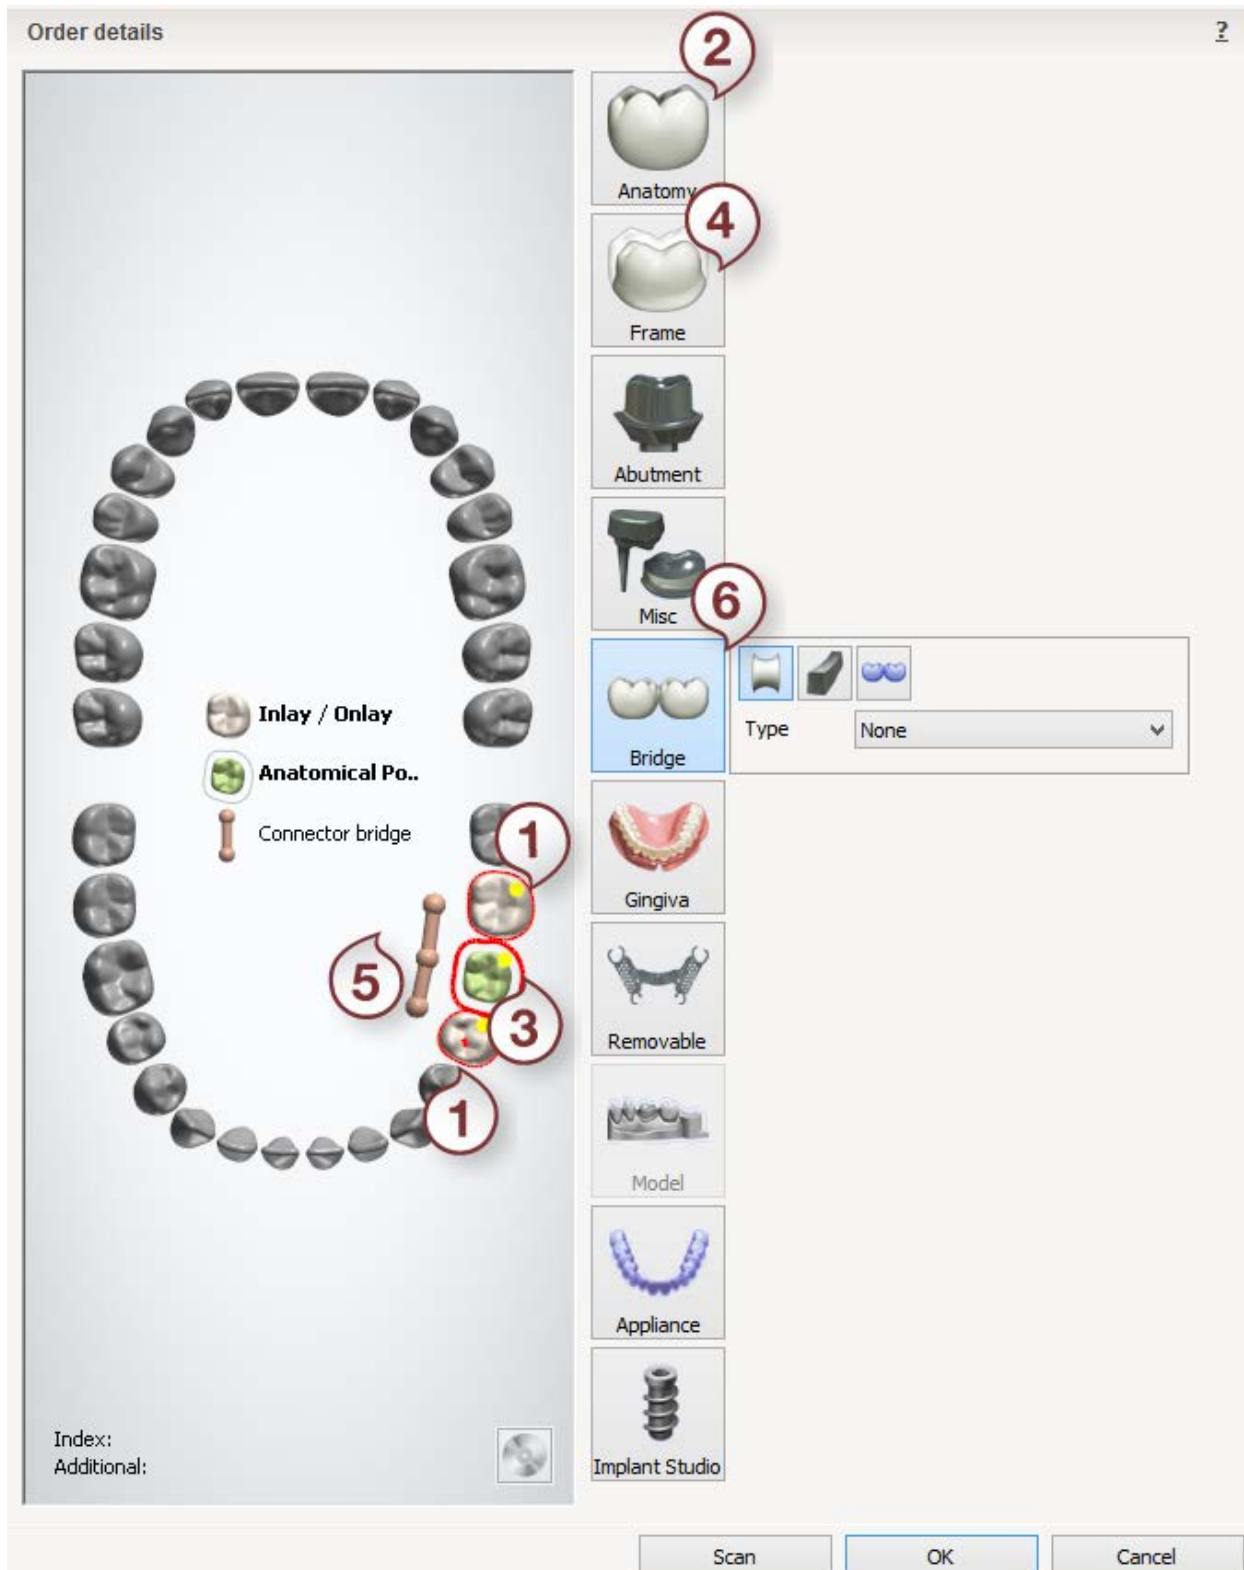 Order details
?
2
Anatomy
4
Frame
Abutment
Misc
6
Bridge
Type
None
Inlay / Onlay
Anatomical Po..
Connector bridge
1
5
3
1
Gingiva
Removable
Model
Appliance
Implant Studio
Index:
Additional:
Scan
OK
Cancel